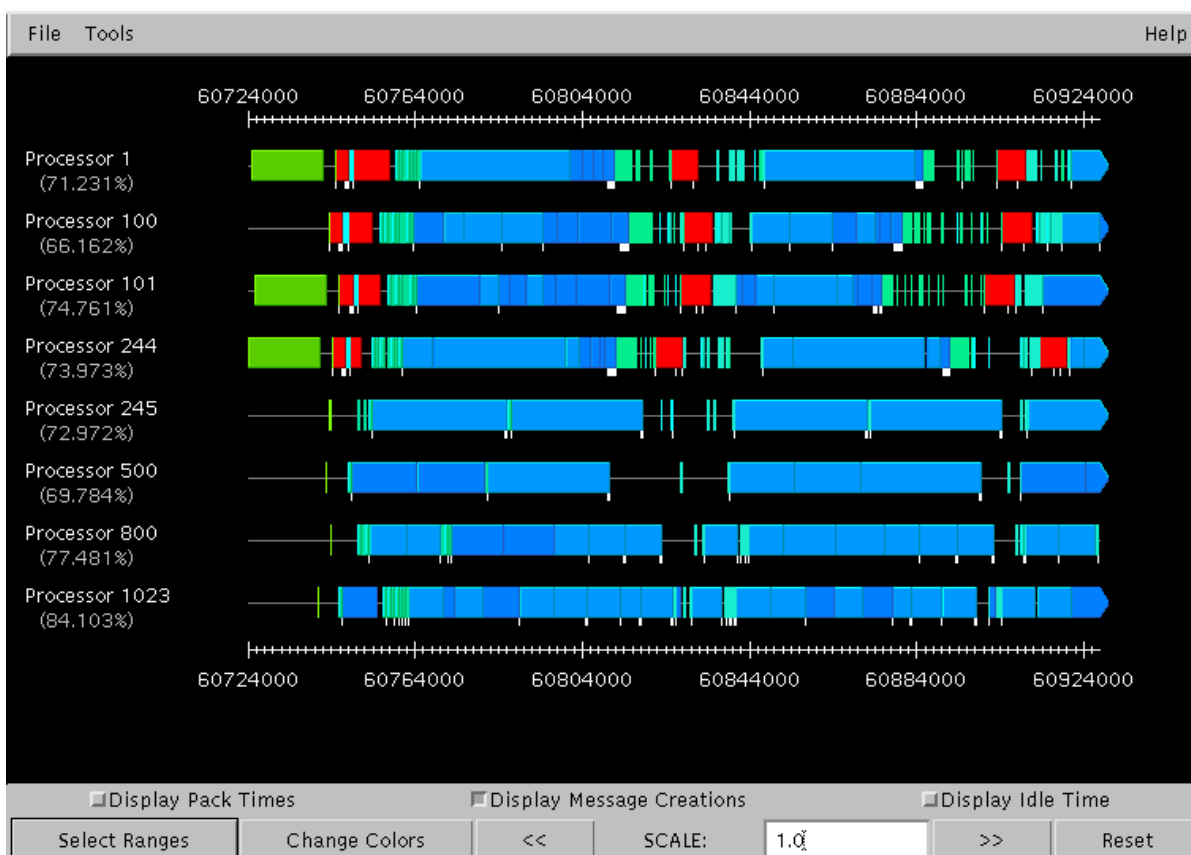 File Tools Help
60724000 60764000 60804000 60844000 60884000 60924000
Processor 1
(71.231%)
Processor 100
(66.162%)
Processor 101
(74.761%)
Processor 244
(73.973%)
Processor 245
(72.972%)
Processor 500
(69.784%)
Processor 800
(77.481%)
Processor 1023
(84.103%)
60724000 60764000 60804000 60844000 60884000 60924000
Display Pack Times Display Message Creations Display Idle Time
Select Ranges Change Colors << SCALE: 1.0 >> Reset